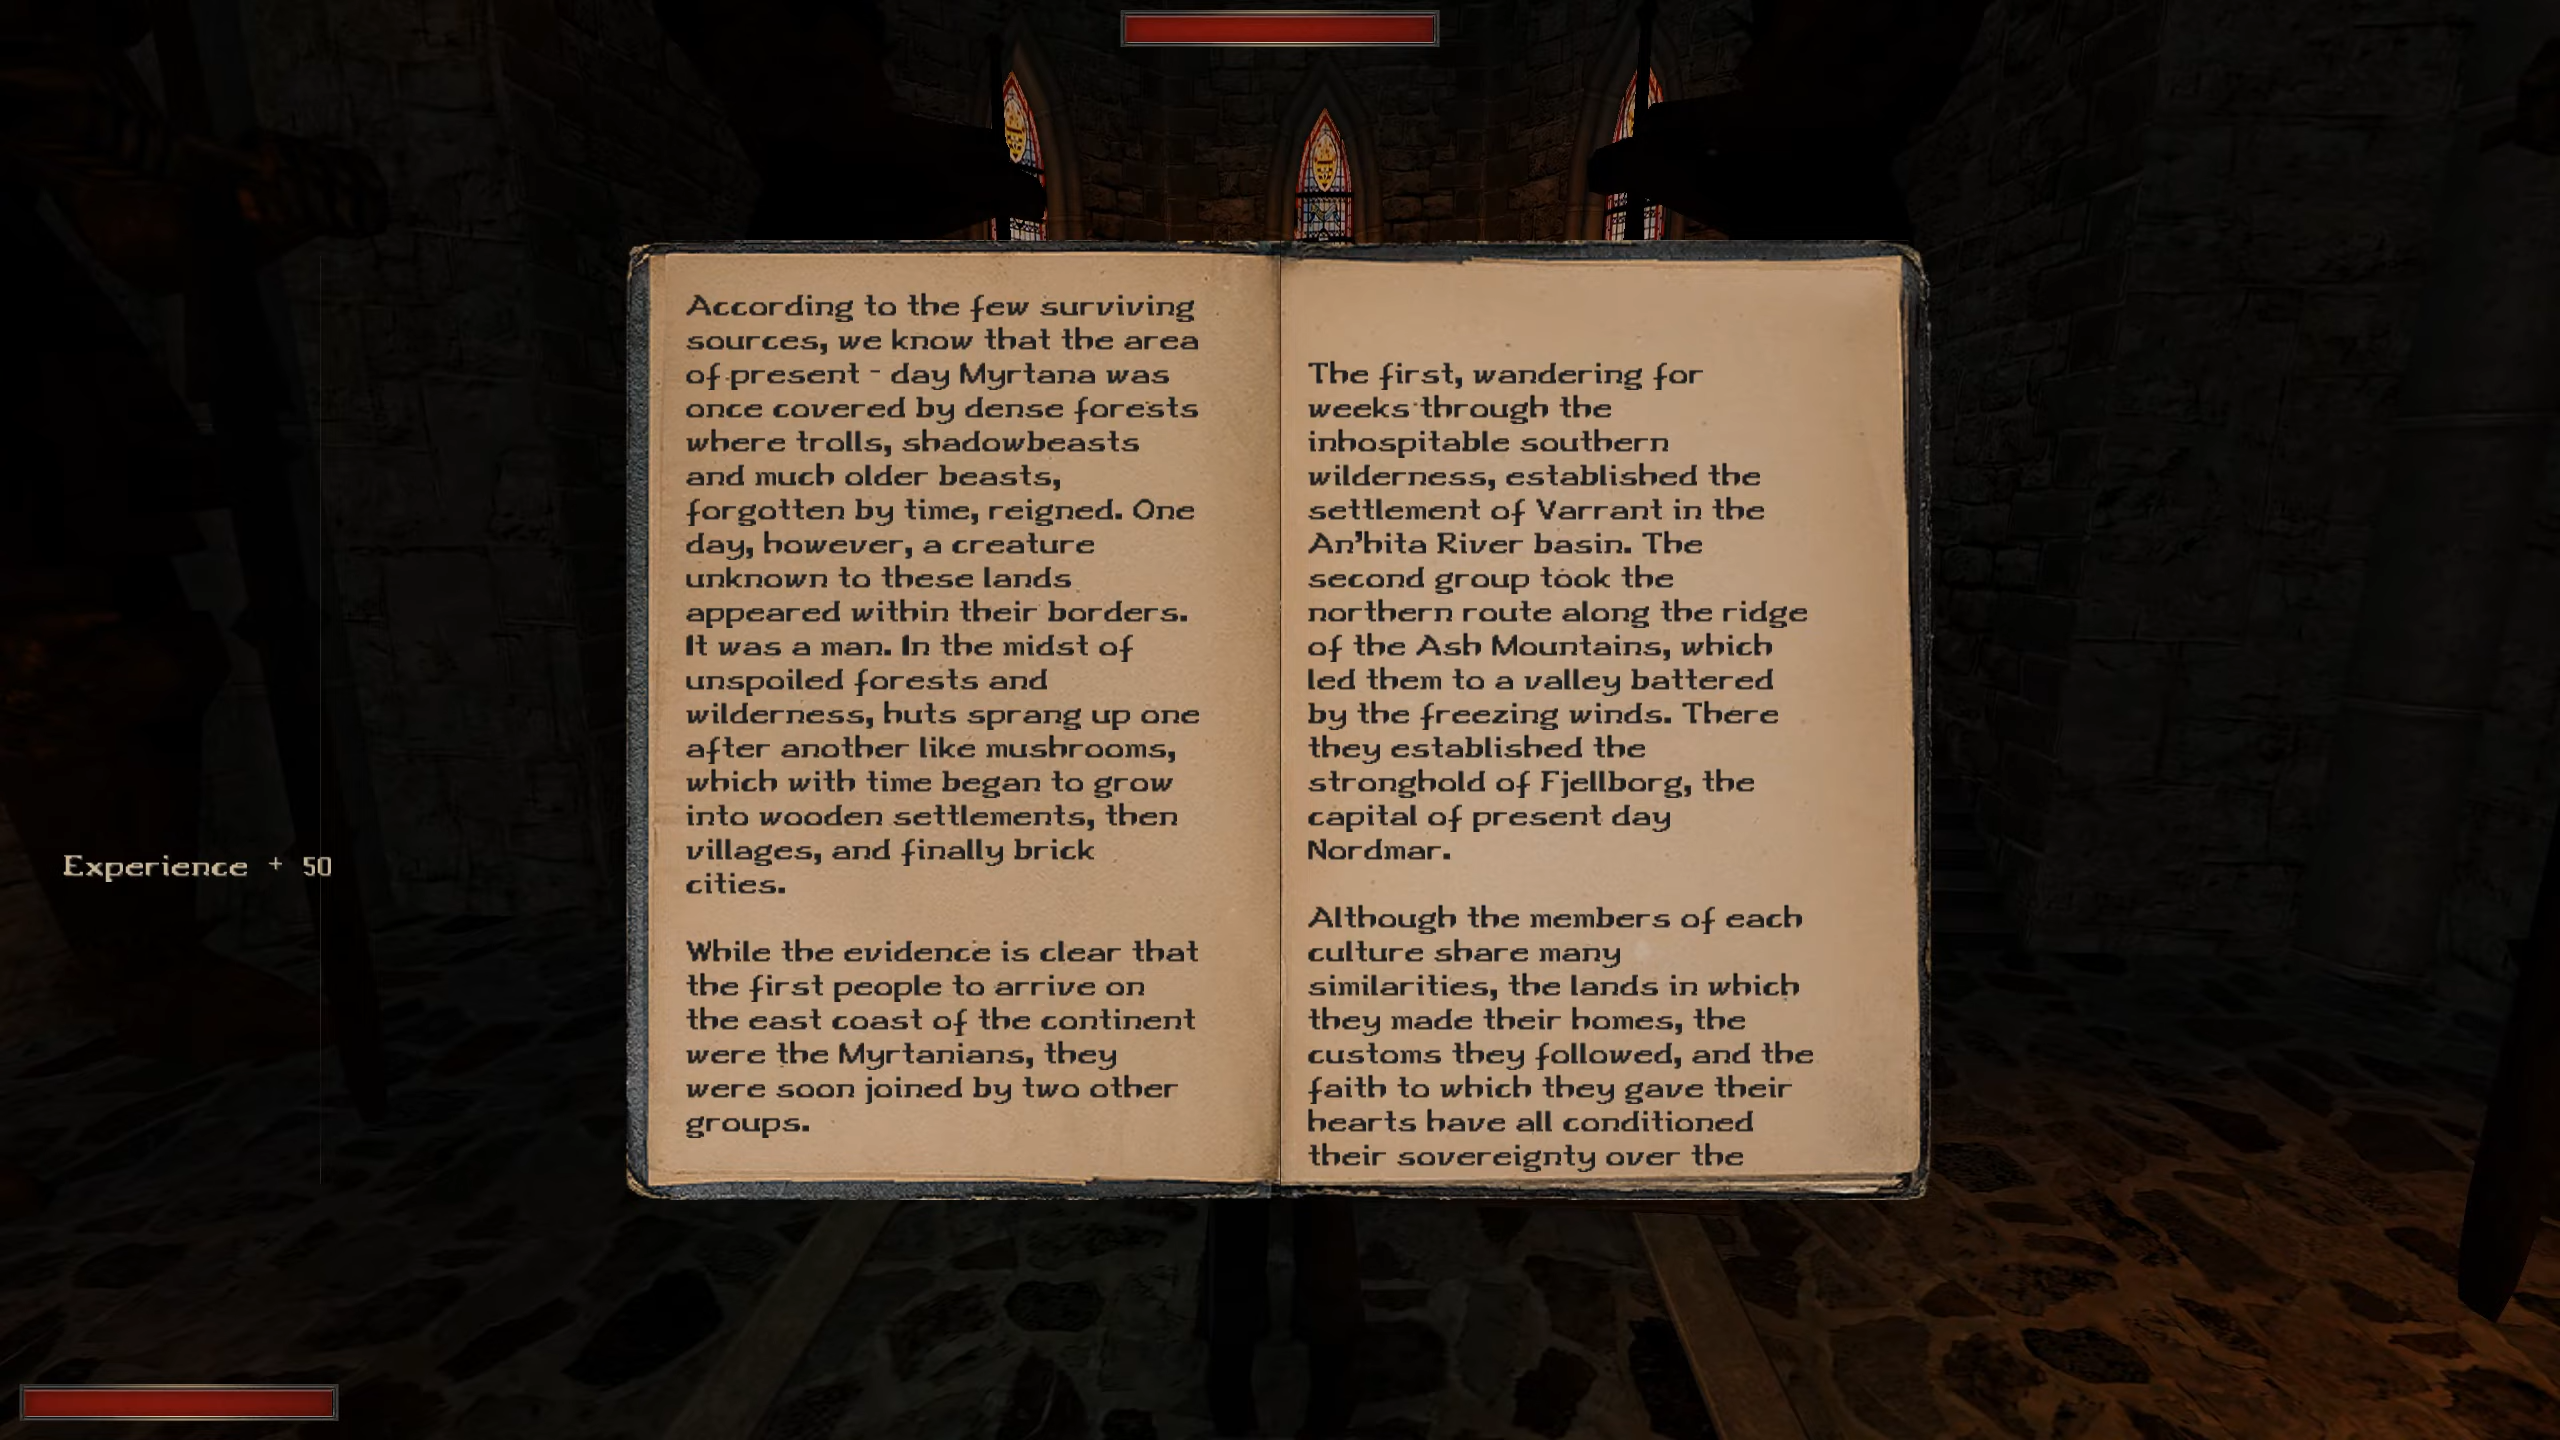 According to the few surviving
sources, we know that the area
of present - day Myrtana was
once covered by dense forests
where trolls, shadowbeasts
and much older beasts,
forgotten by time, reigned. One
day, however, a creature
unknown to these lands
appeared within their borders.
It was a man. In the midst of
unspoiled forests and
wilderness, huts sprang up one
after another like mushrooms,
which with time began to grow
into wooden settlements, then
villages, and finally brick
cities.
While the evidence is clear that
the first people to arrive on
the east coast of the continent
were the Myrtanians, they
were soon joined by two other
groups.
The first, wandering for
weeks through the
inhospitable southern
wilderness, established the
settlement of Varrant in the
An'hita River basin. The
second group took the
northern route along the ridge
of the Ash Mountains, which
led them to a valley battered
by the freezing winds. There
they established the
stronghold of Fjellborg, the
capital of present day
Nordmar.
Although the members of each
culture share many
similarities, the lands in which
they made their homes, the
customs they followed, and the
faith to which they gave their
hearts have all conditioned
their sovereignty over the
Experience + 50